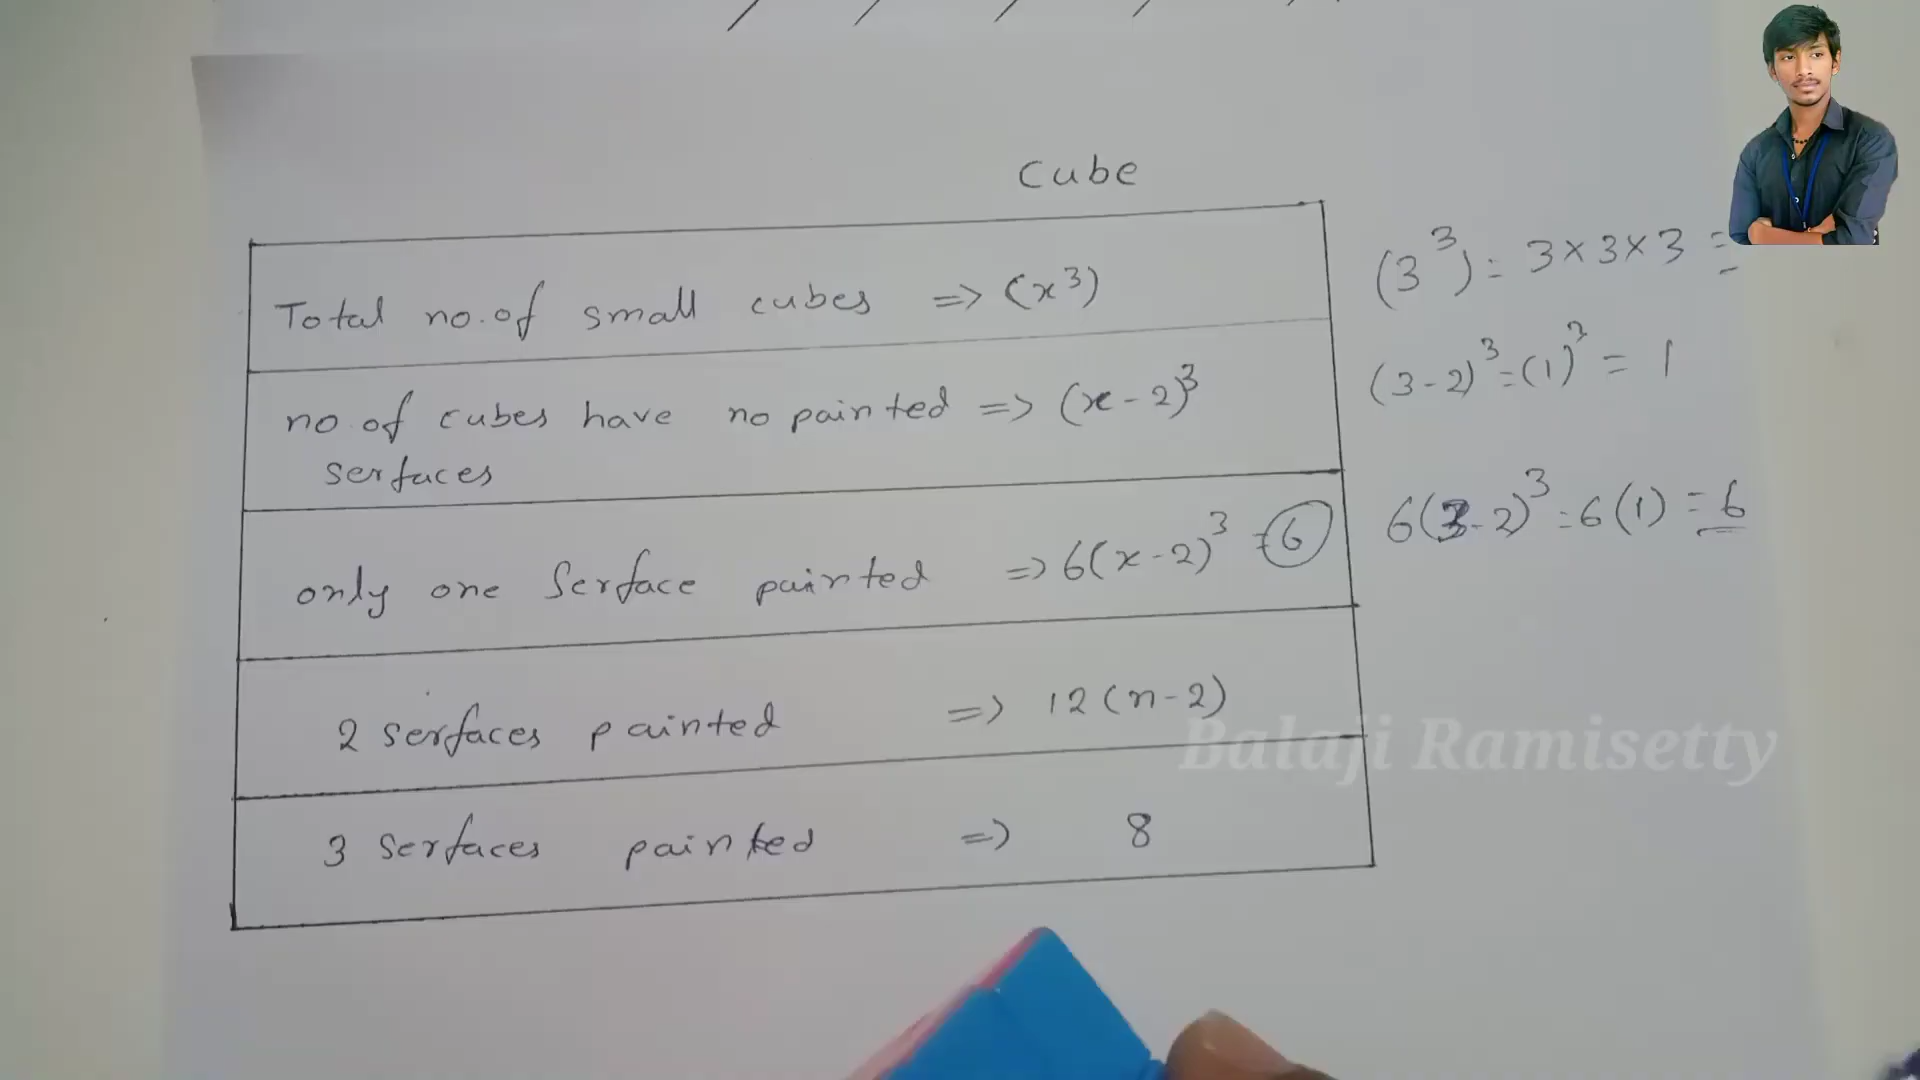 Cube
Total no.of small cubes => (x³)
(3³) = 3×3×3 =
no.of cubes have no painted => (x-2)³
serfaces
(3-2)³=(1)³ = 1
only one Serface painted => 6(x-2)³ =6
6(3-2)³ =6(1) =6
2 serfaces painted => 12(n-2)
Balaji Ramisetty
3 serfaces painted => 8